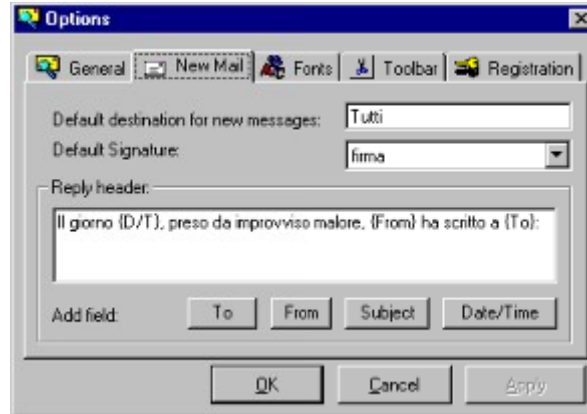 Options
General New Mail Fonts Toolbar Registration
Default destination for new messages: Tutti
Default Signature: firma
Reply header:
Il giorno {D/T}, preso da improvviso malore, {From} ha scritto a {To}:
Add field: To From Subject Date/Time
OK Cancel Apply